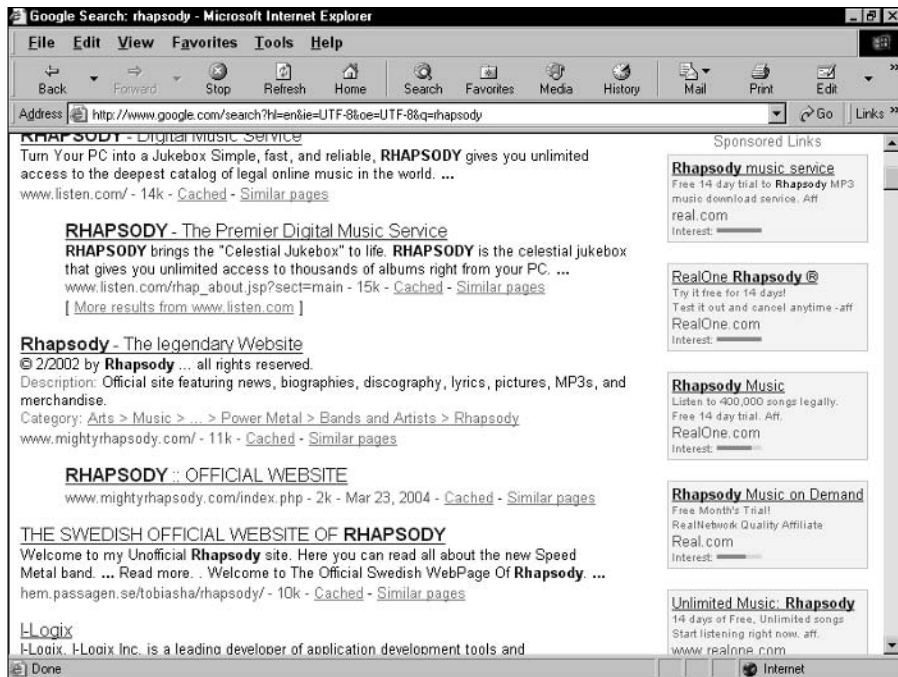 Google Search: rhapsody - Microsoft Internet Explorer
File Edit View Favorites Tools Help
Back Forward Stop Refresh Home Search Favorites Media History Mail Print Edit »
Address http://www.google.com/search?hl=en&ie=UTF-8&oe=UTF-8&q=rhapsody Go Links »
RHAPSODY - Digital Music Service
Turn Your PC into a Jukebox Simple, fast, and reliable, RHAPSODY gives you unlimited
access to the deepest catalog of legal online music in the world. ...
www.listen.com/ - 14k - Cached - Similar pages
RHAPSODY - The Premier Digital Music Service
RHAPSODY brings the "Celestial Jukebox" to life. RHAPSODY is the celestial jukebox
that gives you unlimited access to thousands of albums right from your PC. ...
www.listen.com/rhap_about.jsp?sect=main - 15k - Cached - Similar pages
[ More results from www.listen.com ]
Rhapsody - The legendary Website
© 2/2002 by Rhapsody ... all rights reserved.
Description: Official site featuring news, biographies, discography, lyrics, pictures, MP3s, and
merchandise.
Category: Arts > Music > ... > Power Metal > Bands and Artists > Rhapsody
www.mightyrhapsody.com/ - 11k - Cached - Similar pages
RHAPSODY :: OFFICIAL WEBSITE
www.mightyrhapsody.com/index.php - 2k - Mar 23, 2004 - Cached - Similar pages
THE SWEDISH OFFICIAL WEBSITE OF RHAPSODY
Welcome to my Unofficial Rhapsody site. Here you can read all about the new Speed
Metal band. ... Read more. . Welcome to The Official Swedish WebPage Of Rhapsody. ...
hem.passagen.se/tobiasha/rhapsody/ - 10k - Cached - Similar pages
I-Logix
I-Logix. I-Logix Inc. is a leading developer of application development tools and
Sponsored Links
Rhapsody music service
Free 14 day trial to Rhapsody MP3
music download service. Aff
real.com
Interest:
RealOne Rhapsody ®
Try it free for 14 days!
Test it out and cancel anytime -aff
RealOne.com
Interest:
Rhapsody Music
Listen to 400,000 songs legally.
Free 14 day trial. Aff.
RealOne.com
Interest:
Rhapsody Music on Demand
Free Month's Trial!
RealNetwork Quality Affiliate
Real.com
Interest:
Unlimited Music: Rhapsody
14 days of Free, Unlimited songs
Start listening right now. aff.
www.realone.com
Done Internet